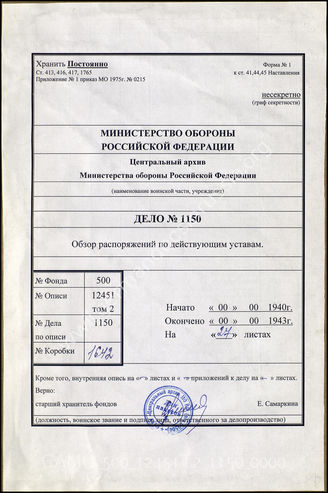 Хранить Постоянно
Форма № 1
Ст. 413, 416, 417, 1765
к ст. 41,44,45 Наставления
Приложение № 1 приказ МО 1975г. № 0215
несекретно
(гриф секретности)
МИНИСТЕРСТВО ОБОРОНЫ
РОССИЙСКОЙ ФЕДЕРАЦИИ
Центральный архив
Министерства обороны Российской Федерации
(наименование воинской части, учреждения)
ДЕЛО № 1150
Обзор распоряжений по действующим уставам.
№ Фонда 500
№ Описи 12451
том 2
№ Дела 1150
по описи
№ Коробки 1642
Начато « 00 » 00 1940г.
Окончено « 00 » 00 1943г.
На «24» листах
Кроме того, внутренняя опись на «-» листах и « -» приложений к делу на «- » листах.
Верно:
старший хранитель фондов Е. Самаркина
(должность, воинское звание и подпись лица, ответственного за делопроизводство)